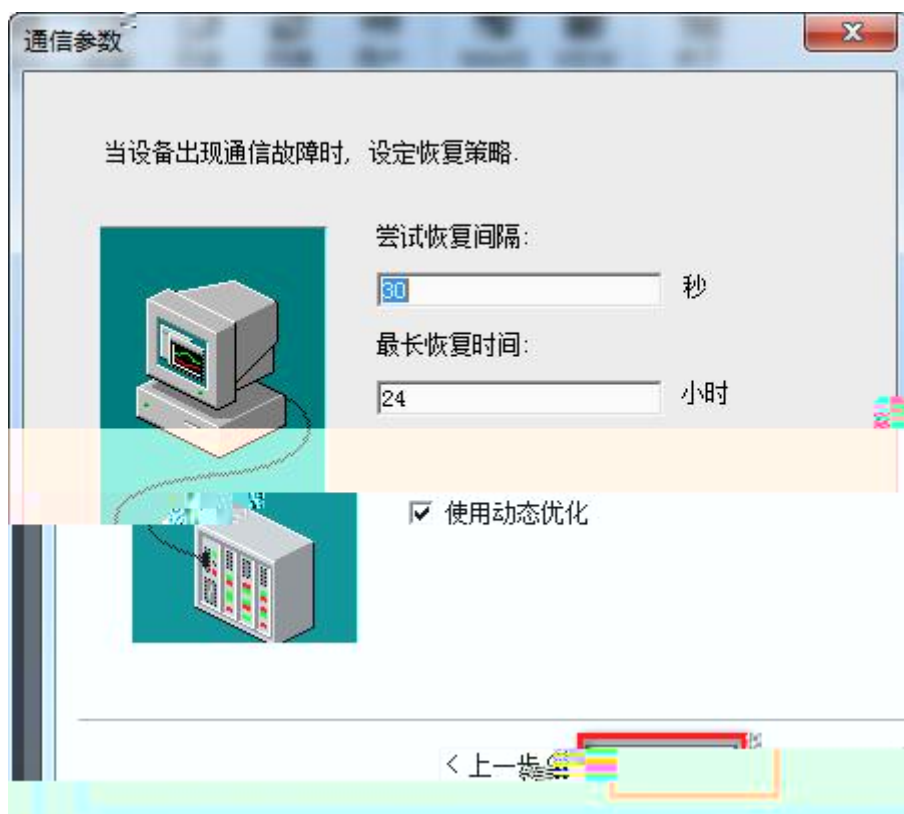 通信参数
当设备出现通信故障时, 设定恢复策略.
尝试恢复间隔:
30 秒
最长恢复时间:
24 小时
使用动态优化
< 上一步